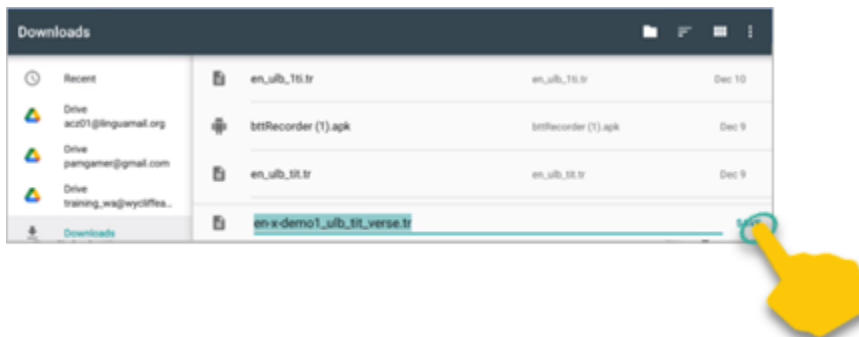 Downloads
Recent
en_ulb_1ti.tr
en_ulb_1ti.tr
Dec 10
Drive
acz01@linguamail.org
bttRecorder (1).apk
bttRecorder (1).apk
Dec 9
Drive
pamgamer@gmail.com
en_ulb_tit.tr
en_ulb_tit.tr
Dec 9
Drive
training_wa@wycliffea...
Downloads
en-x-demo1_ulb_tit_verse.tr
SAVE